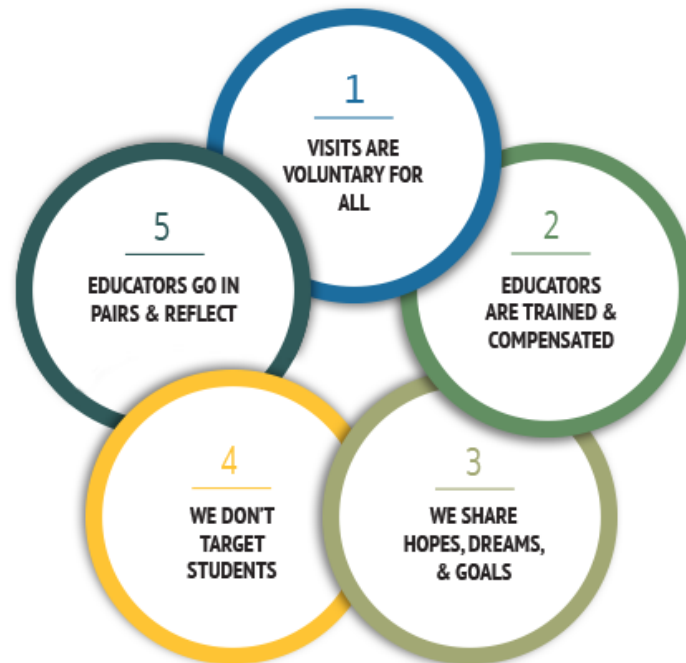 1
VISITS ARE
VOLUNTARY FOR
ALL
2
EDUCATORS
ARE TRAINED &
COMPENSATED
3
WE SHARE
HOPES, DREAMS,
& GOALS
4
WE DON'T
TARGET
STUDENTS
5
EDUCATORS GO IN
PAIRS & REFLECT